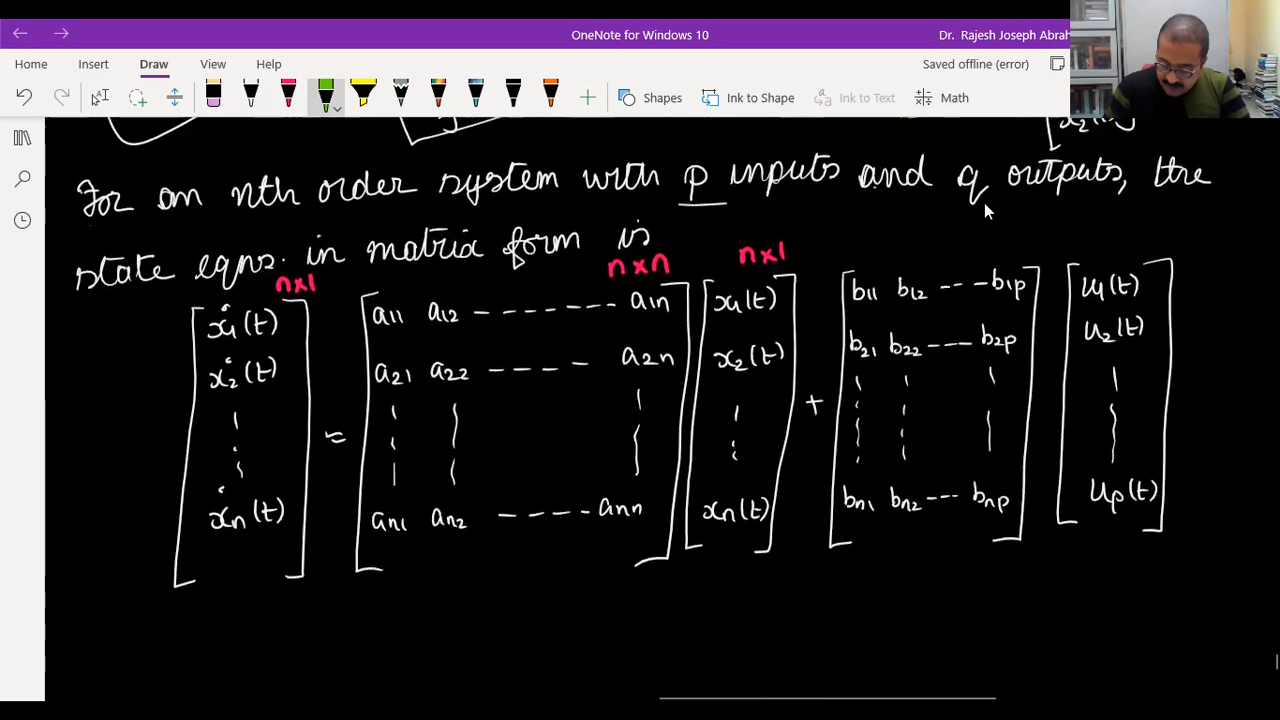 OneNote for Windows 10
Dr. Rajesh Joseph Abrah
Home Insert Draw View Help
Saved offline (error)
Shapes Ink to Shape Ink to Text Math
For an nth order system with p inputs and q outputs, the
state eqns. in matrix form is
n×1 n×n n×1
ẋ1(t) a11 a12 ------- a1n x1(t) b11 b12 --- b1p u1(t)
ẋ2(t) a21 a22 ---- - a2n x2(t) b21 b22 ---- b2p u2(t)
= +
ẋn(t) an1 an2 ----- ann xn(t) bn1 bn2 --- bnp up(t)